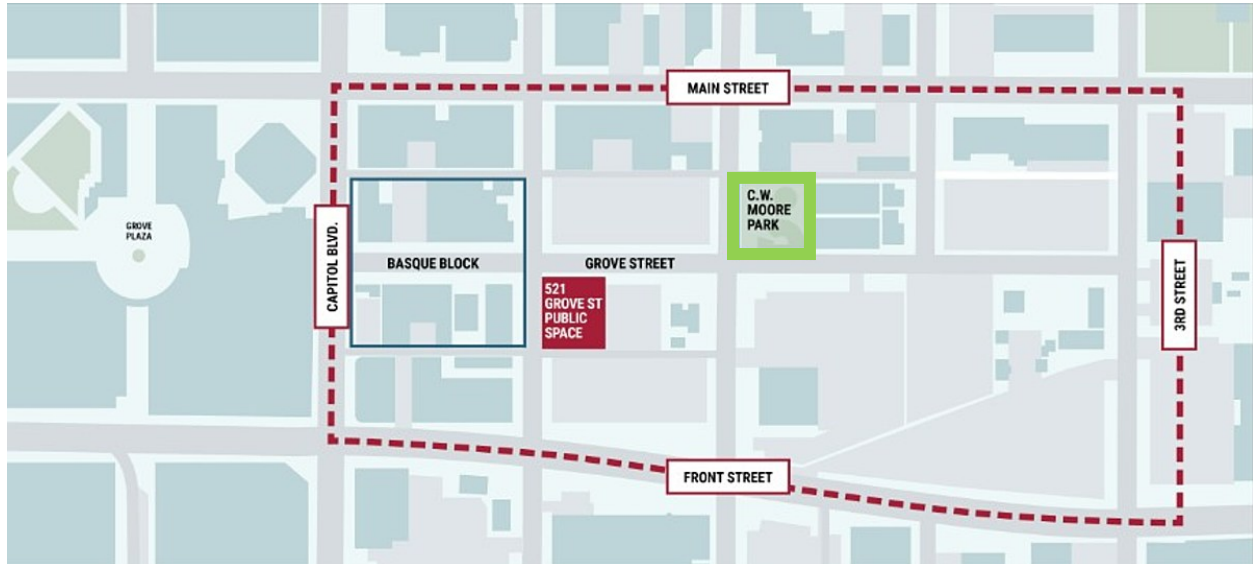 MAIN STREET
C.W.
MOORE
PARK
GROVE
PLAZA
CAPITOL BLVD.
BASQUE BLOCK
GROVE STREET
3RD STREET
521
GROVE ST
PUBLIC
SPACE
FRONT STREET